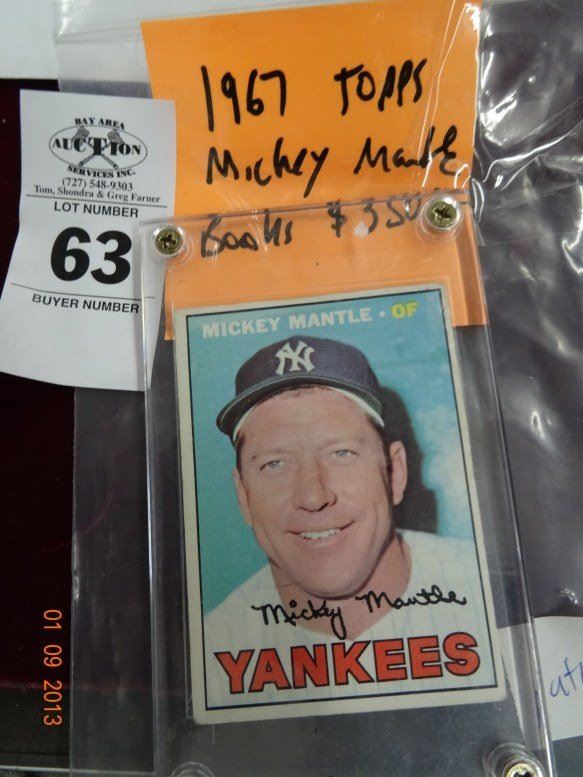 1967 TOPPS
Mickey Mantle
Books $350
BAY AREA
AUCTION
SERVICES INC.
(727) 548-9303
Tom, Shondra & Greg Farner
LOT NUMBER
63
BUYER NUMBER
MICKEY MANTLE • OF
NY
Mickey Mantle
YANKEES
01 09 2013